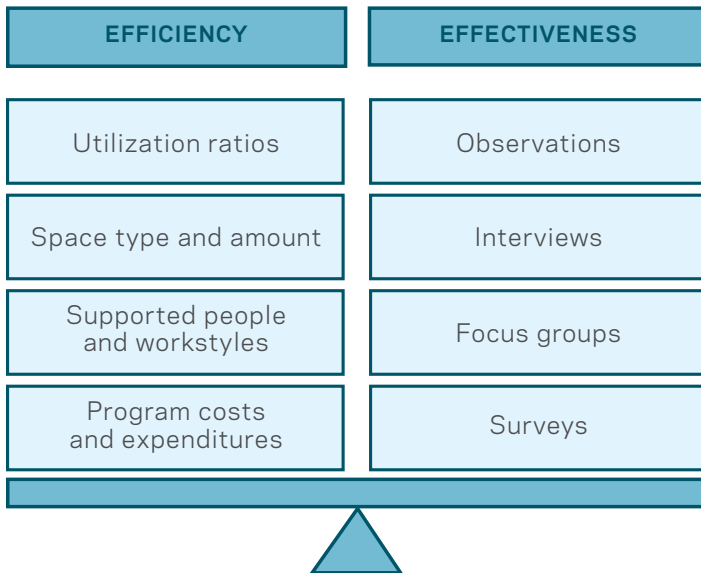 EFFICIENCY
Utilization ratios
Space type and amount
Supported people
and workstyles
Program costs
and expenditures
EFFECTIVENESS
Observations
Interviews
Focus groups
Surveys